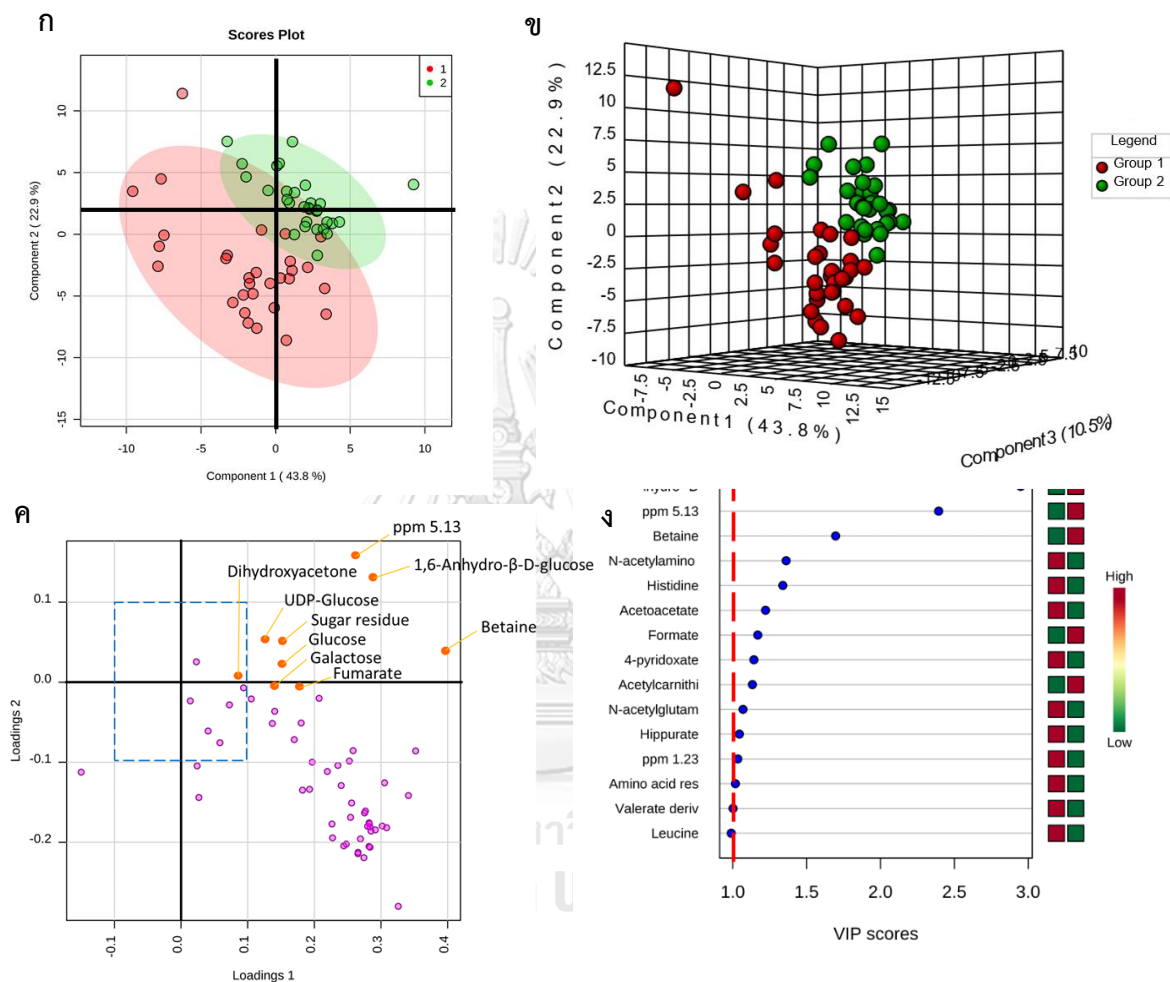 ก
Scores Plot
1
2
10
5
0
-5
-10
-15
Component 2 ( 22.9 %)
-10
-5
0
5
10
Component 1 ( 43.8 %)
ข
12.5
10
7.5
5
2.5
0
-2.5
-5
-7.5
-10
Component 2 (22.9 %)
-7.5
-5
-2.5
0
2.5
5
7.5
10
12.5
15
Component1 (43.8%)
Component3 (10.5%)
Legend
Group 1
Group 2
ค
ppm 5.13
1,6-Anhydro-β-D-glucose
Dihydroxyacetone
UDP-Glucose
Sugar residue
Betaine
Glucose
Galactose
Fumarate
0.1
0.0
-0.1
-0.2
Loadings 2
-0.1
0.0
0.1
0.2
0.3
0.4
Loadings 1
ง
ppm 5.13
Betaine
N-acetylamino
Histidine
Acetoacetate
Formate
4-pyridoxate
Acetylcarnithi
N-acetylglutam
Hippurate
ppm 1.23
Amino acid res
Valerate deriv
Leucine
1.0
1.5
2.0
2.5
3.0
VIP scores
High
Low